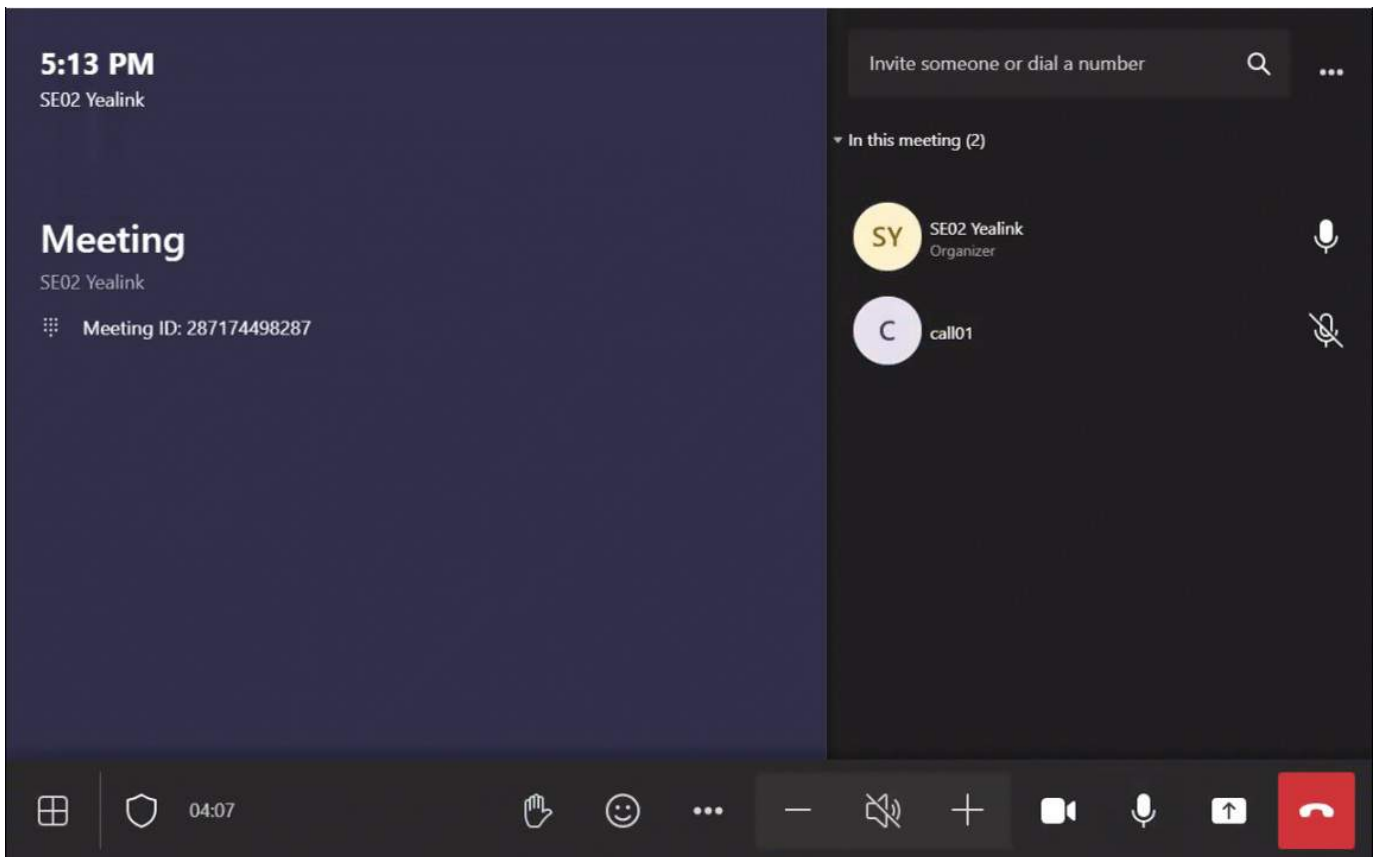 5:13 PM
SE02 Yealink
Meeting
SE02 Yealink
Meeting ID: 287174498287
Invite someone or dial a number
In this meeting (2)
SY
SE02 Yealink
Organizer
C
call01
04:07